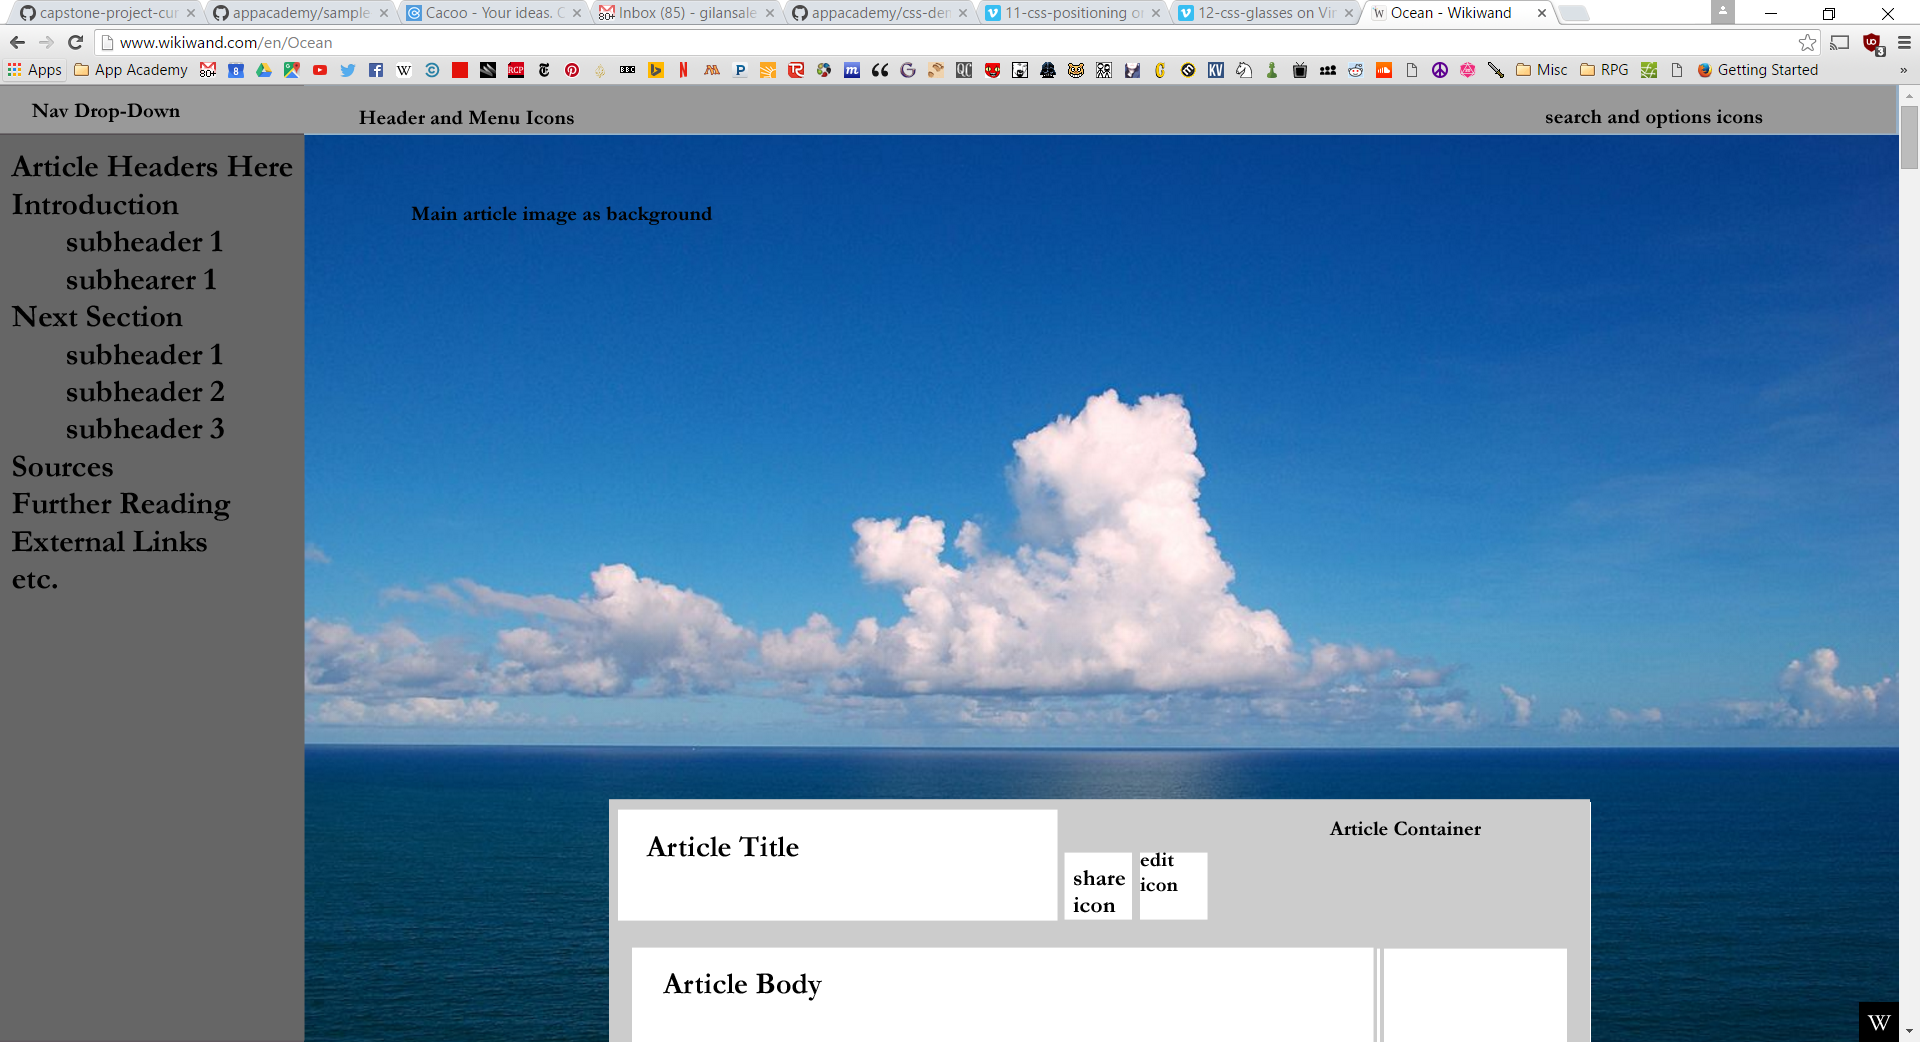 capstone-project-cur
appacademy/sample
Cacoo - Your ideas. C
Inbox (85) - gilansale
appacademy/css-den
11-css-positioning o
12-css-glasses on Vi
Ocean - Wikiwand
www.wikiwand.com/en/Ocean
Apps
App Academy
Misc
RPG
Getting Started
Nav Drop-Down
Header and Menu Icons
search and options icons
Article Headers Here
Introduction
subheader 1
subhearer 1
Next Section
subheader 1
subheader 2
subheader 3
Sources
Further Reading
External Links
etc.
Main article image as background
Article Title
share
icon
edit
icon
Article Container
Article Body
W